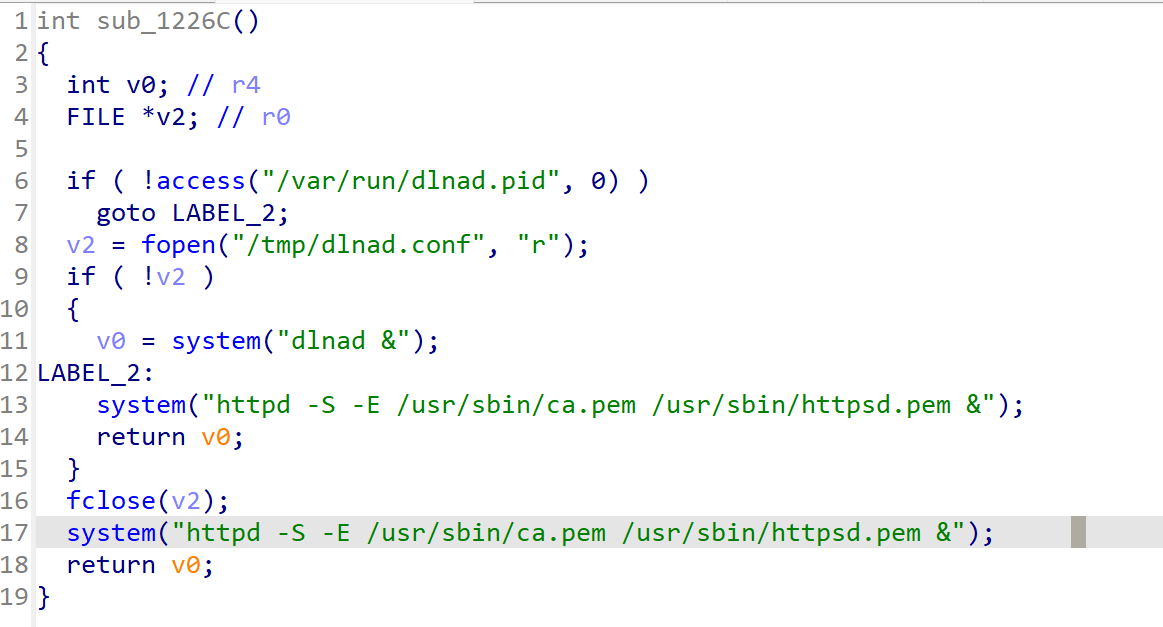 1 int sub_1226C()
2 {
3   int v0; // r4
4   FILE *v2; // r0
5
6   if ( !access("/var/run/dlnad.pid", 0) )
7     goto LABEL_2;
8   v2 = fopen("/tmp/dlnad.conf", "r");
9   if ( !v2 )
10   {
11     v0 = system("dlnad &");
12 LABEL_2:
13     system("httpd -S -E /usr/sbin/ca.pem /usr/sbin/httpsd.pem &");
14     return v0;
15   }
16   fclose(v2);
17   system("httpd -S -E /usr/sbin/ca.pem /usr/sbin/httpsd.pem &");
18   return v0;
19 }